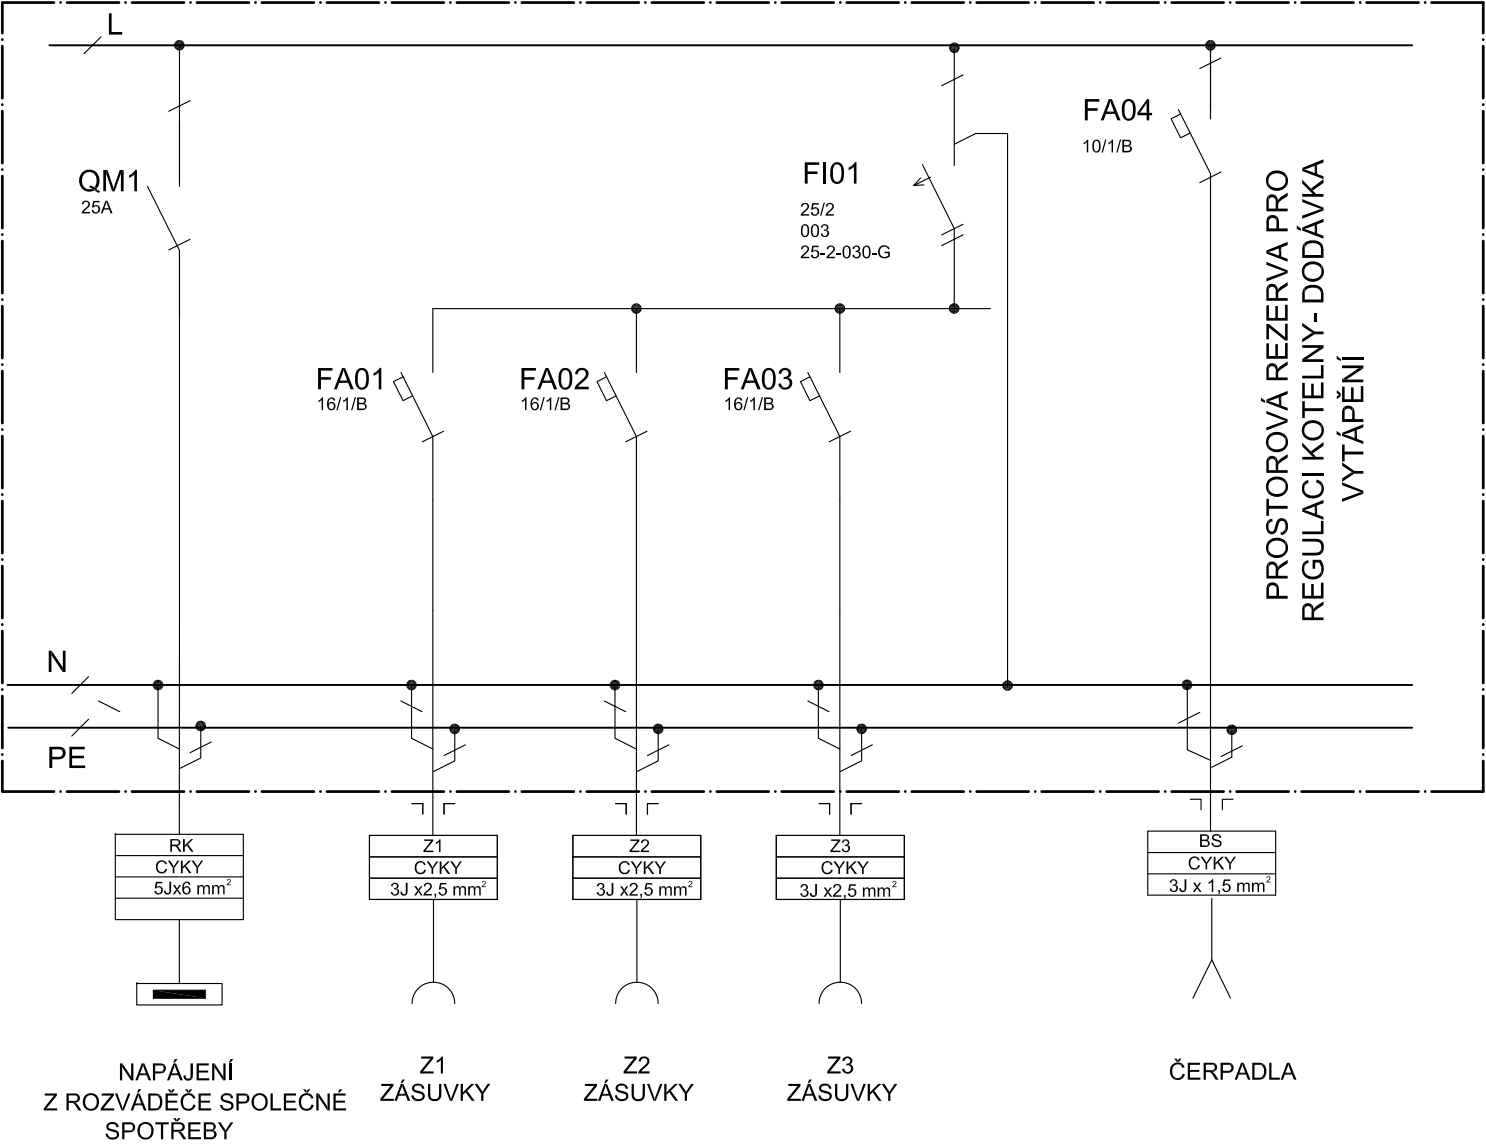 L
QM1
25A
FI01
25/2
003
25-2-030-G
FA04
10/1/B
PROSTOROVÁ REZERVA PRO
REGULACI KOTELNY- DODÁVKA
VYTÁPĚNÍ
FA01
16/1/B
FA02
16/1/B
FA03
16/1/B
N
PE
RK
CYKY
5Jx6 mm²
Z1
CYKY
3J x2,5 mm²
Z2
CYKY
3J x2,5 mm²
Z3
CYKY
3J x2,5 mm²
BS
CYKY
3J x 1,5 mm²
NAPÁJENÍ
Z ROZVÁDĚČE SPOLEČNÉ
SPOTŘEBY
Z1
ZÁSUVKY
Z2
ZÁSUVKY
Z3
ZÁSUVKY
ČERPADLA